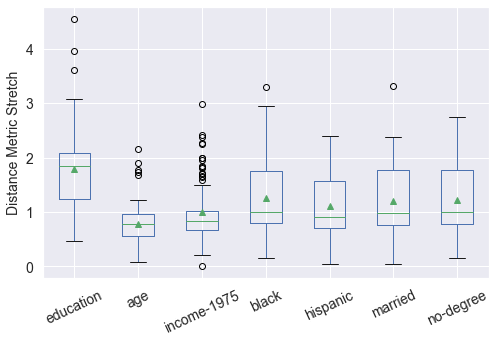 Distance Metric Stretch
4
3
2
1
0
education
age
income-1975
black
hispanic
married
no-degree